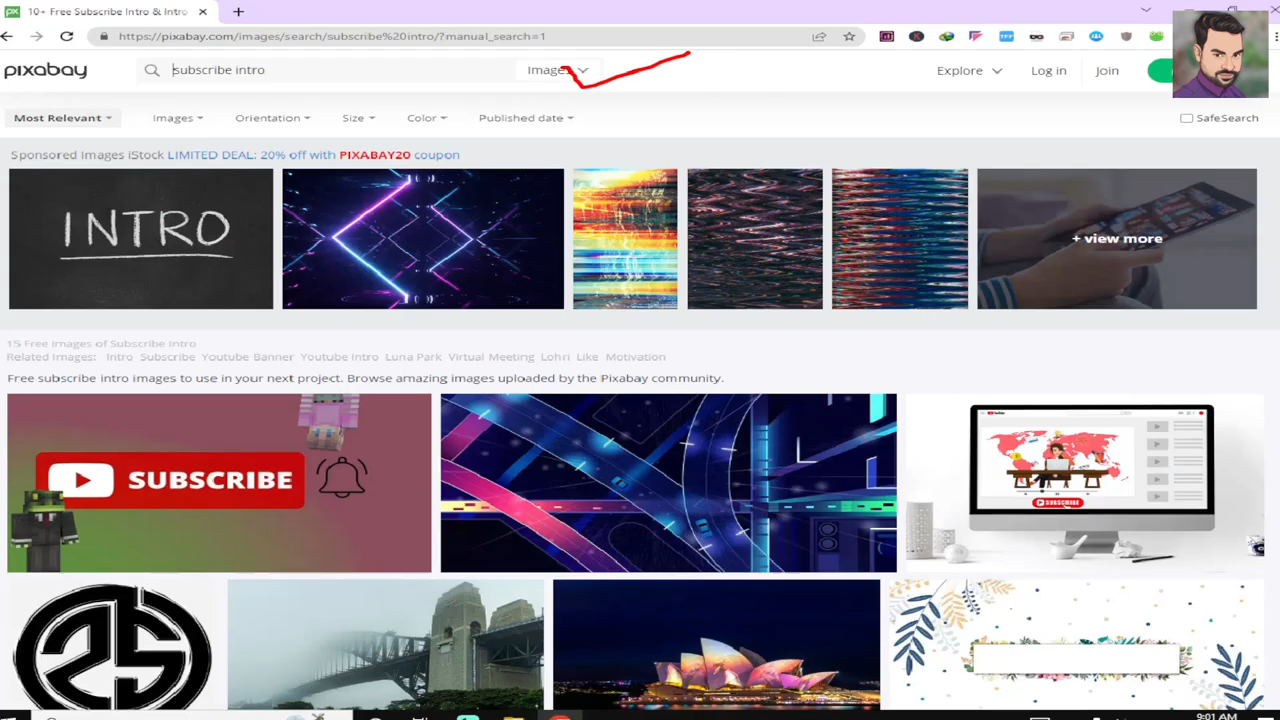 10+ Free Subscribe Intro & Intro
https://pixabay.com/images/search/subscribe%20intro/?manual_search=1
pixabay
subscribe intro
Images
Explore
Log in
Join
Most Relevant
Images
Orientation
Size
Color
Published date
SafeSearch
Sponsored Images iStock LIMITED DEAL: 20% off with PIXABAY20 coupon
INTRO
+ view more
15 Free Images of Subscribe Intro
Related Images: Intro Subscribe Youtube Banner Youtube Intro Luna Park Virtual Meeting Lohri Like Motivation
Free subscribe intro images to use in your next project. Browse amazing images uploaded by the Pixabay community.
SUBSCRIBE
SUBSCRIBE
25
9:01 AM